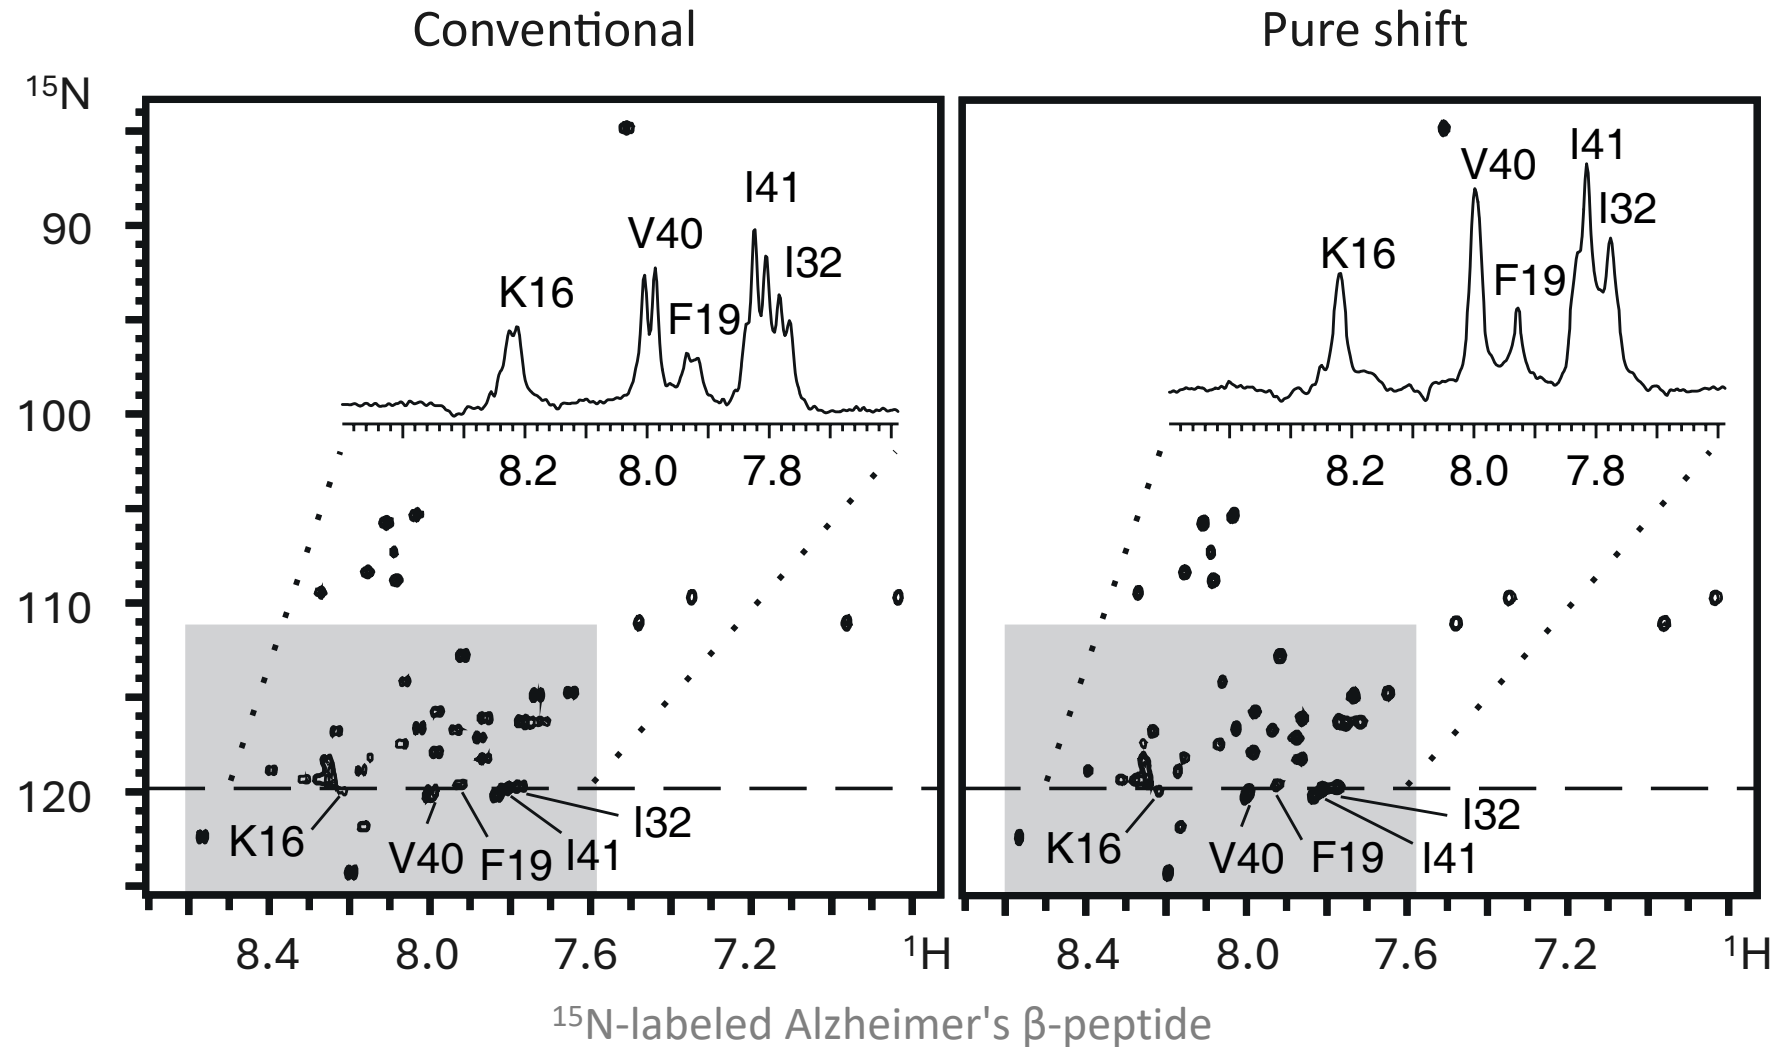 Conventional
Pure shift
¹⁵N
90
100
110
120
I41
V40
I32
K16
F19
8.2 8.0 7.8
K16
V40
F19
I41
I32
8.4 8.0 7.6 7.2 ¹H
I41
V40
I32
K16
F19
8.2 8.0 7.8
K16
V40
F19
I41
I32
8.4 8.0 7.6 7.2 ¹H
¹⁵N-labeled Alzheimer's β-peptide